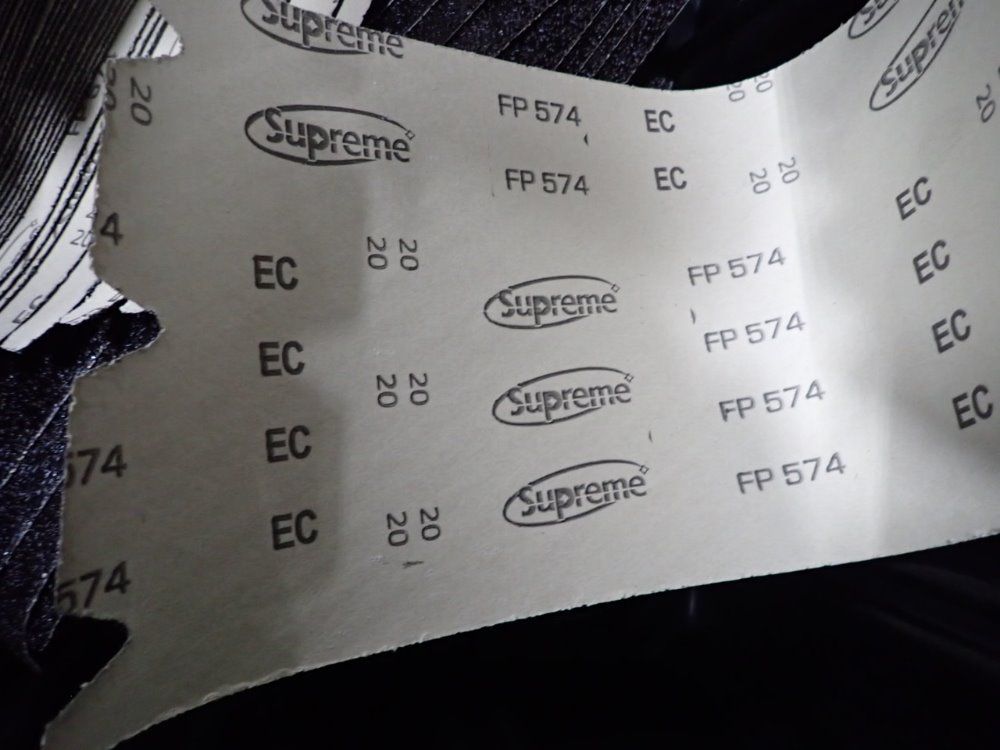 Supreme
20
Supreme FP 574 EC 20 20
FP 574 EC 20 20
EC 20 20 Supreme FP 574 EC
FP 574 EC
EC 20 20 Supreme FP 574 EC
EC Supreme FP 574 EC
574
EC 20 20
574